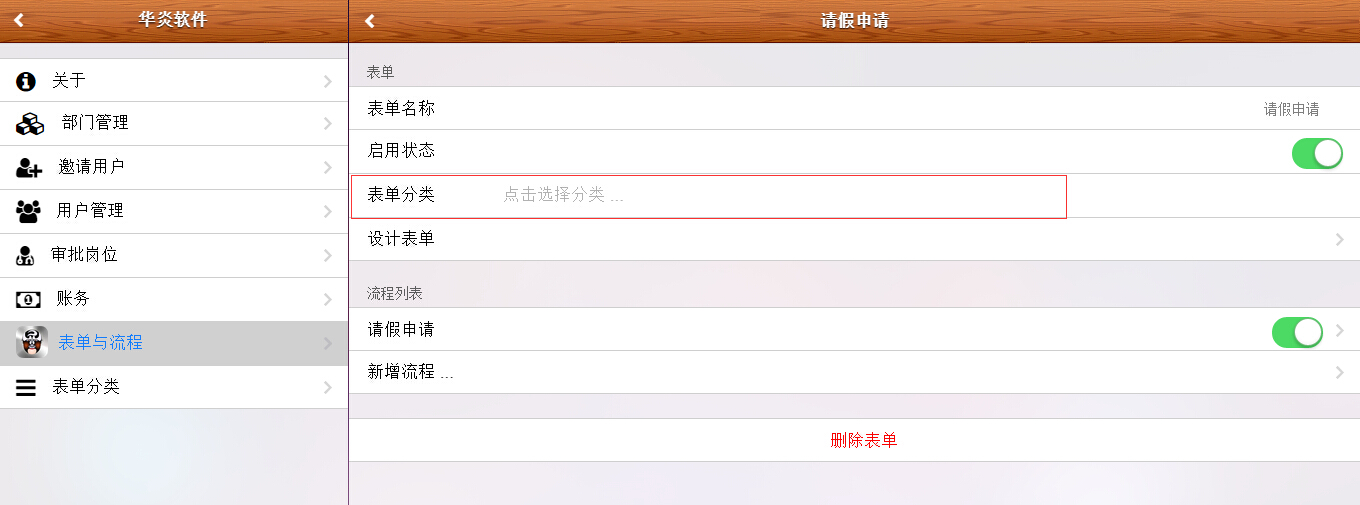 华炎软件
关于
部门管理
邀请用户
用户管理
审批岗位
账务
表单与流程
表单分类
请假申请
表单
表单名称 请假申请
启用状态
表单分类 点击选择分类 ...
设计表单
流程列表
请假申请
新增流程 ...
删除表单